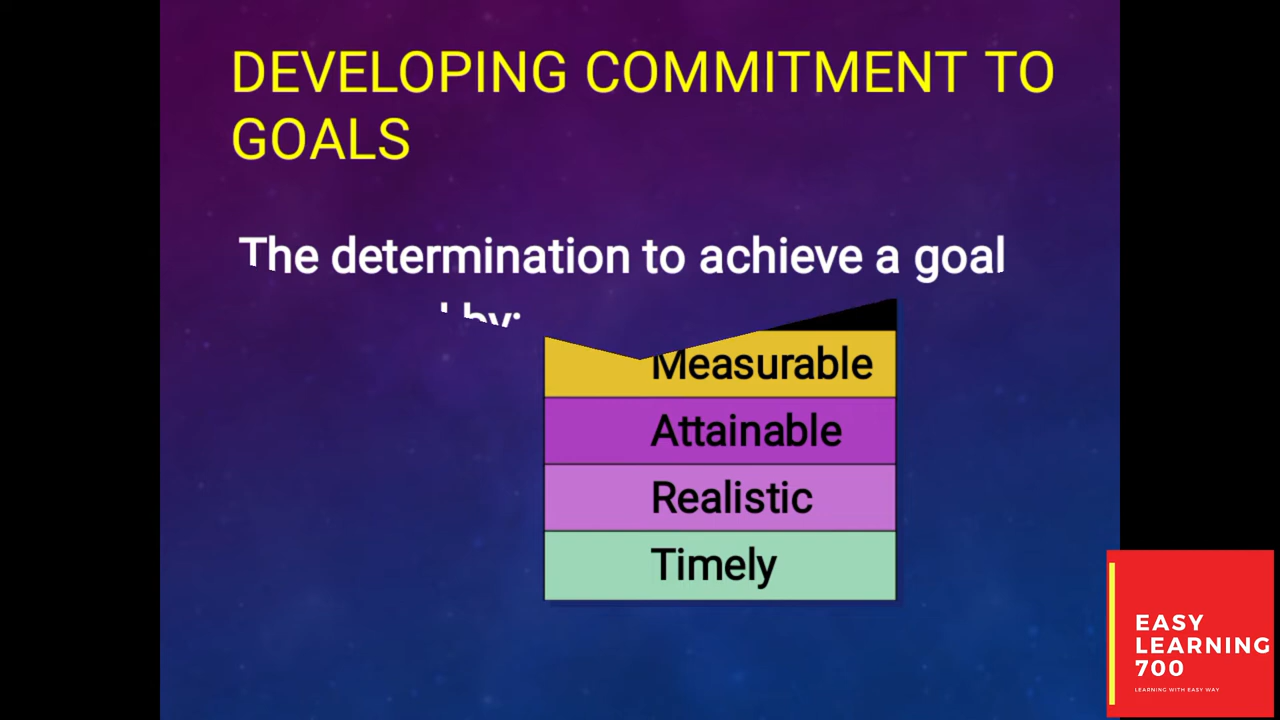 DEVELOPING COMMITMENT TO
GOALS
The determination to achieve a goal
by:
Measurable
Attainable
Realistic
Timely
EASY
LEARNING
700
LEARNING WITH EASY WAY